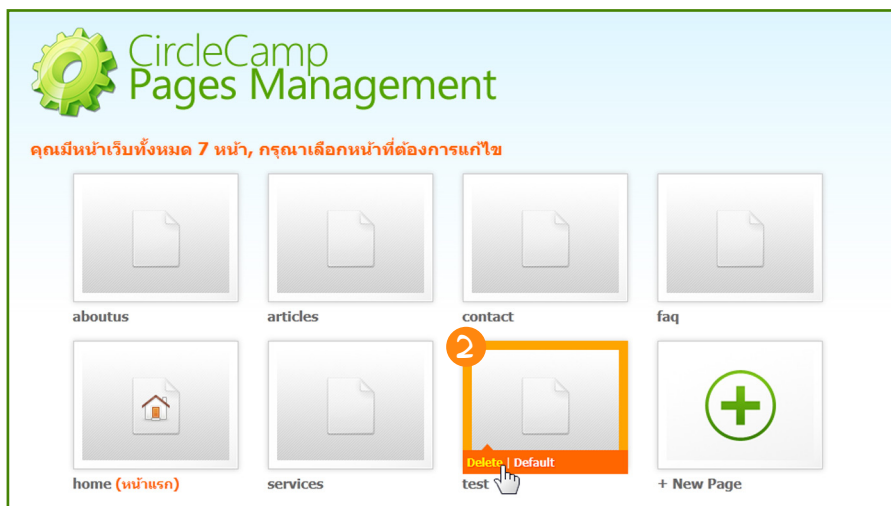 CircleCamp
Pages Management
คุณมีหน้าเว็บทั้งหมด 7 หน้า, กรุณาเลือกหน้าที่ต้องการแก้ไข
aboutus articles contact faq
2
Delete | Default
home (หน้าแรก) services test + New Page